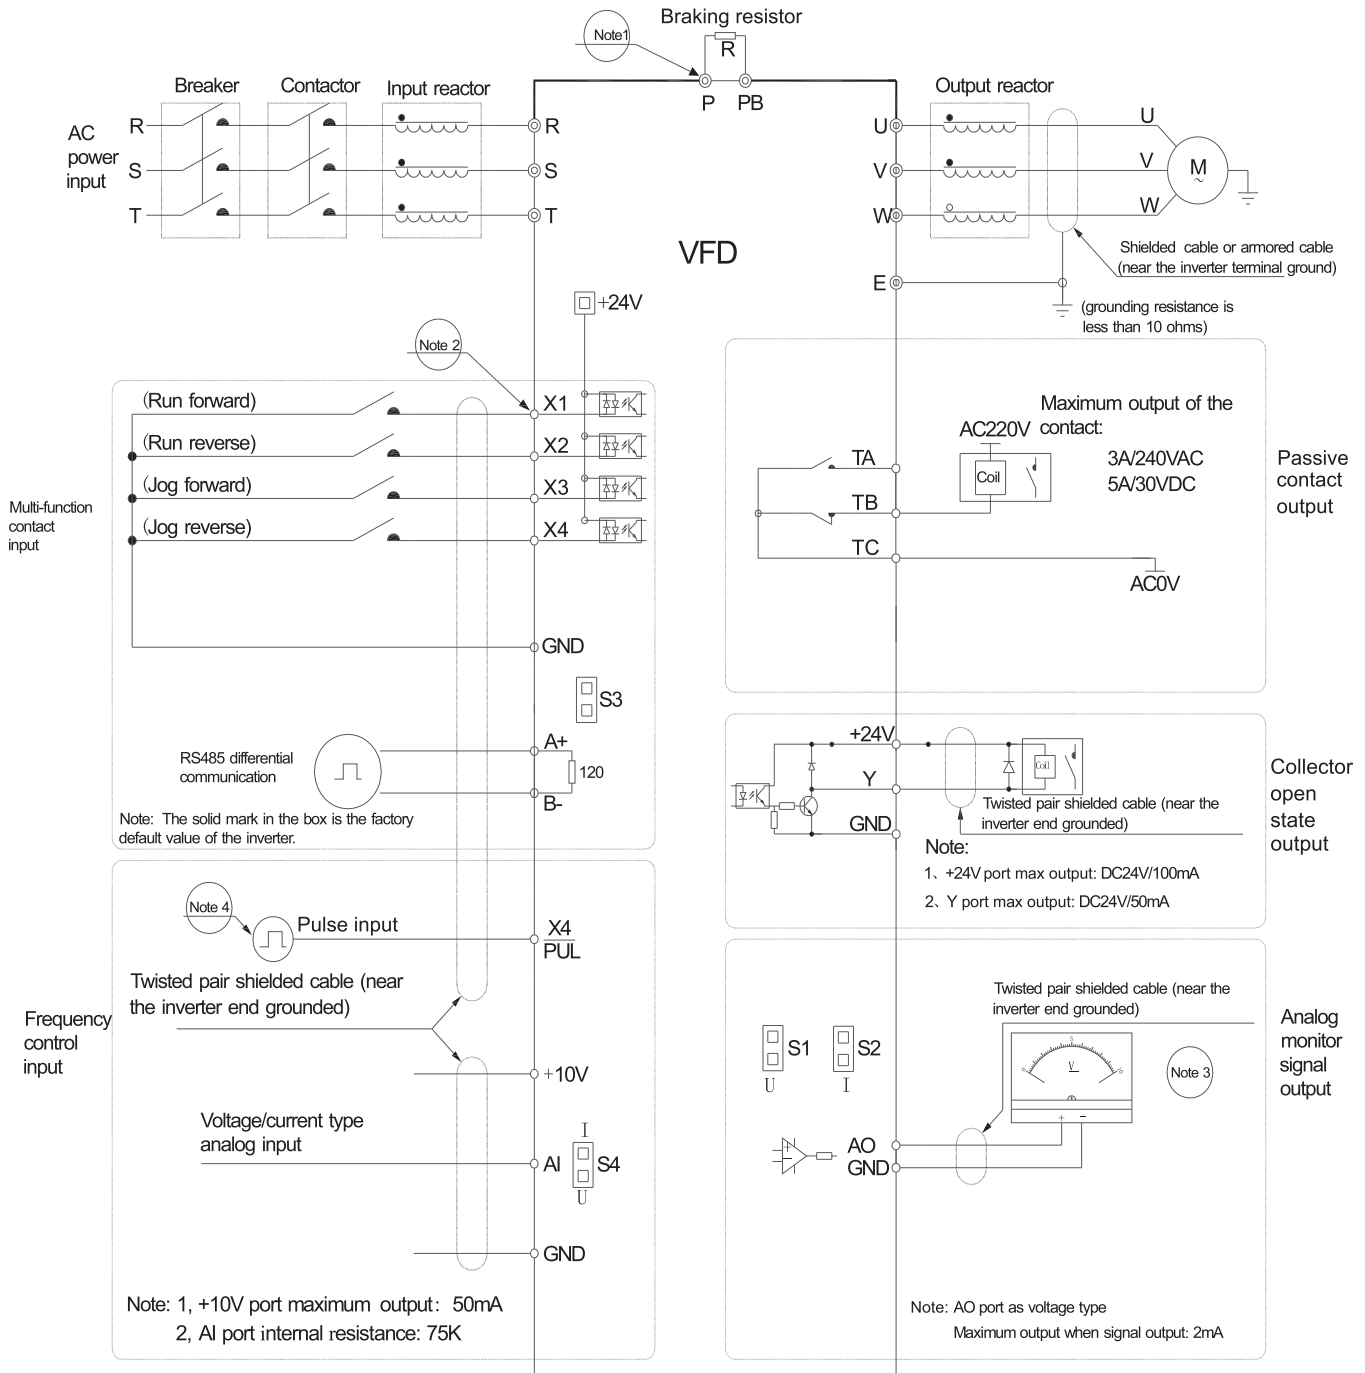 Braking resistor
Note1
R
P
PB
Breaker
Contactor
Input reactor
Output reactor
AC
power
input
R
S
T
R
S
T
U
V
W
U
V
W
M
~
VFD
E
Shielded cable or armored cable
(near the inverter terminal ground)
(grounding resistance is
less than 10 ohms)
+24V
Note 2
(Run forward)
X1
(Run reverse)
X2
(Jog forward)
X3
(Jog reverse)
X4
Multi-function
contact
input
GND
S3
RS485 differential
communication
A+
120
B-
Note: The solid mark in the box is the factory
default value of the inverter.
Maximum output of the
contact:
AC220V
3A/240VAC
5A/30VDC
Coil
TA
TB
TC
AC0V
Passive
contact
output
+24V
Y
GND
Coil
Twisted pair shielded cable (near the
inverter end grounded)
Note:
1、+24V port max output: DC24V/100mA
2、Y port max output: DC24V/50mA
Collector
open
state
output
Note 4
Pulse input
X4
PUL
Twisted pair shielded cable (near
the inverter end grounded)
Frequency
control
input
+10V
Voltage/current type
analog input
AI
I
S4
U
GND
Note: 1, +10V port maximum output: 50mA
2, AI port internal resistance: 75K
Twisted pair shielded cable (near the
inverter end grounded)
S1
U
S2
I
0
5
10
V
+
−
Note 3
+
−
AO
GND
Analog
monitor
signal
output
Note: AO port as voltage type
Maximum output when signal output: 2mA